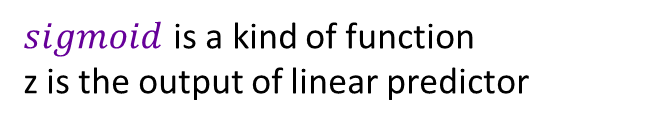 sigmoid is a kind of function
z is the output of linear predictor